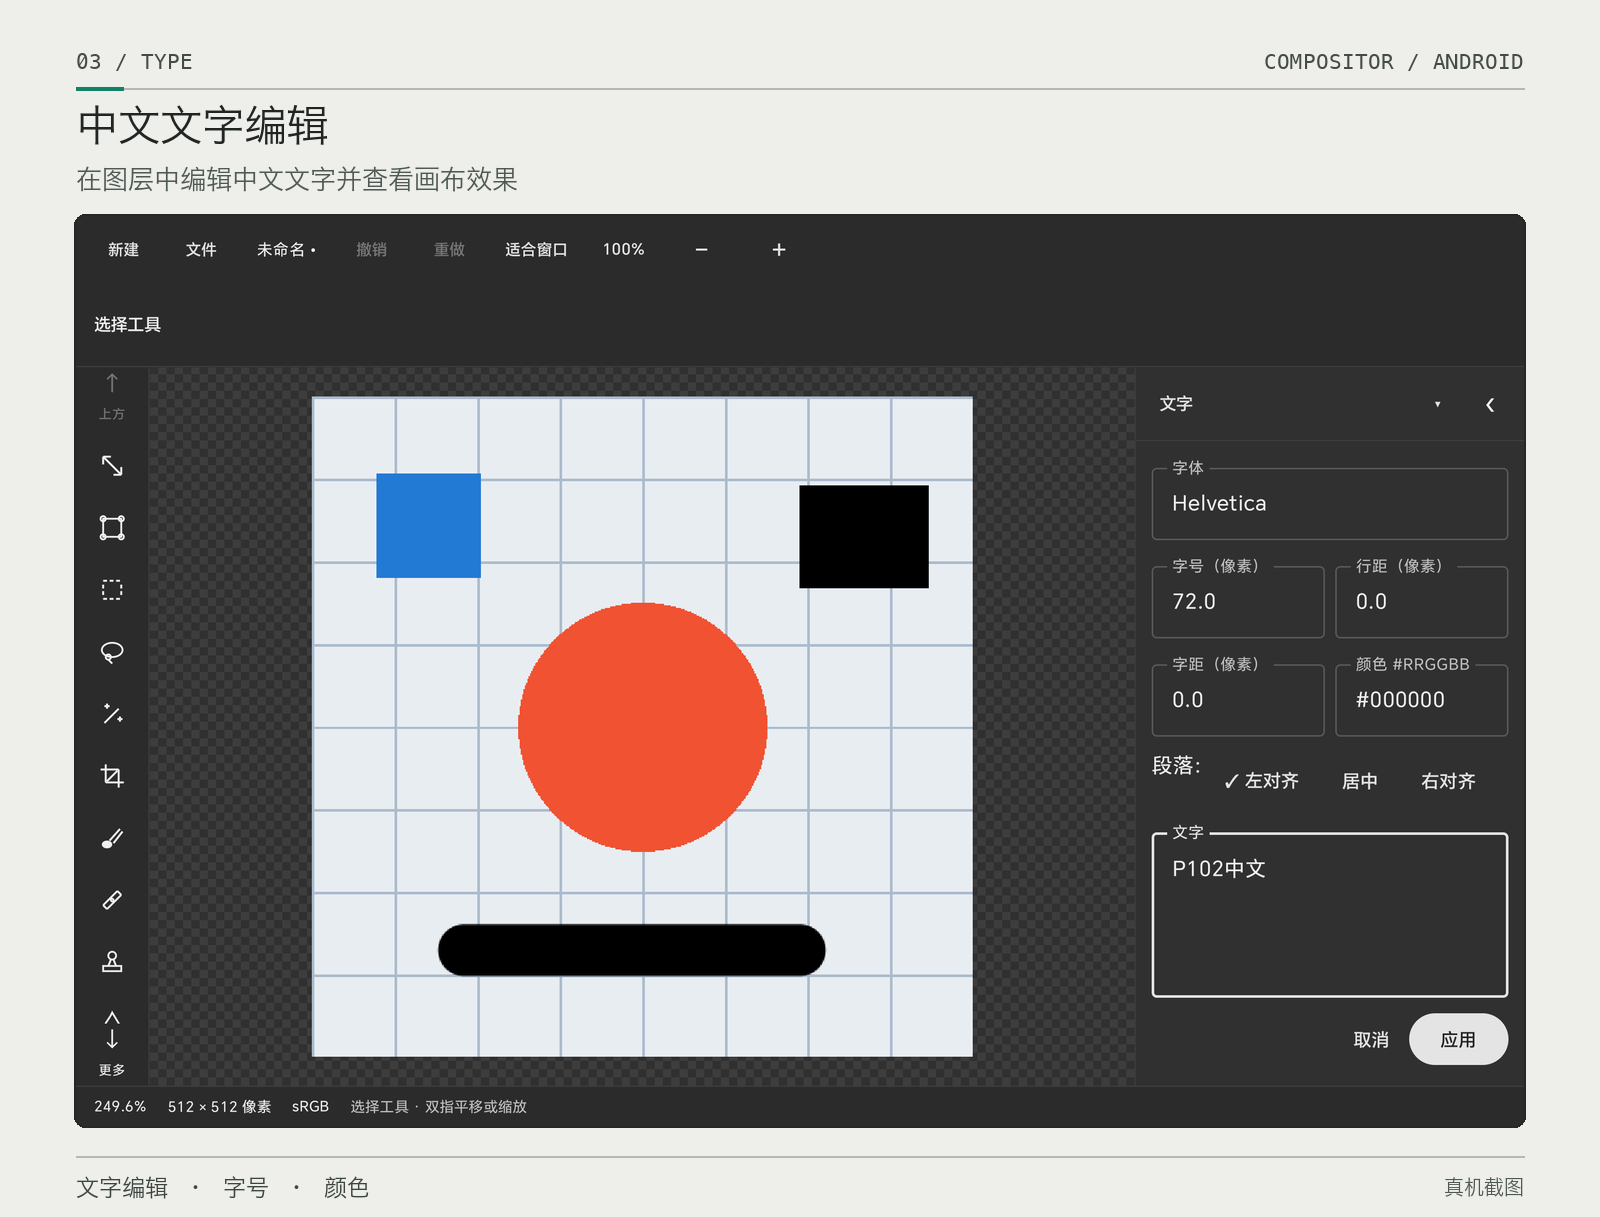 03 / TYPE
COMPOSITOR / ANDROID
中文文字编辑
在图层中编辑中文文字并查看画布效果
新建 文件 未命名 • 撤销 重做 适合窗口 100% − +
选择工具
上方
文字
字体
Helvetica
字号（像素） 行距（像素）
72.0 0.0
字距（像素） 颜色 #RRGGBB
0.0 #000000
段落: ✓ 左对齐 居中 右对齐
文字
P102中文
取消 应用
更多
249.6% 512 × 512 像素 sRGB 选择工具 · 双指平移或缩放
文字编辑 · 字号 · 颜色
真机截图